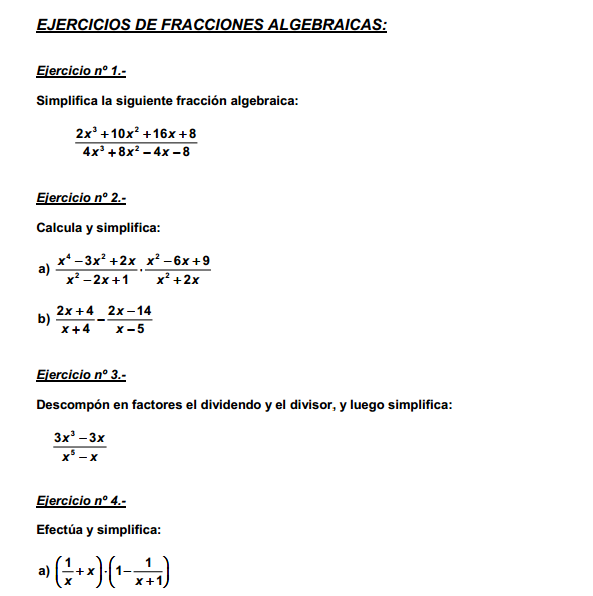 EJERCICIOS DE FRACCIONES ALGEBRAICAS:
Ejercicio nº 1.-
Simplifica la siguiente fracción algebraica:
2x³ + 10x² + 16x + 8
4x³ + 8x² − 4x − 8
Ejercicio nº 2.-
Calcula y simplifica:
a) (x⁴ − 3x² + 2x)/(x² − 2x + 1) · (x² − 6x + 9)/(x² + 2x)
b) (2x + 4)/(x + 4) − (2x − 14)/(x − 5)
Ejercicio nº 3.-
Descompón en factores el dividendo y el divisor, y luego simplifica:
3x³ − 3x
x⁵ − x
Ejercicio nº 4.-
Efectúa y simplifica:
a) (1/x + x) · (1 − 1/(x + 1))